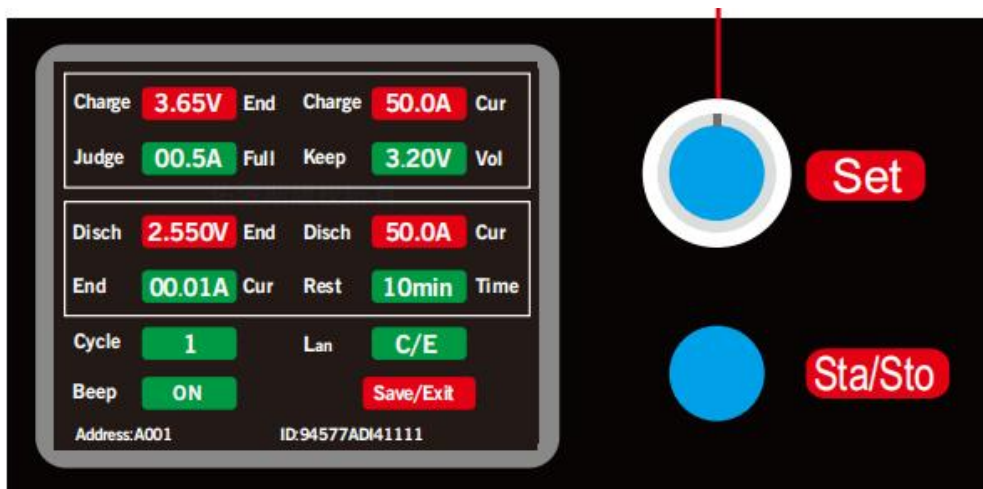 Charge 3.65V End Charge 50.0A Cur
Judge 00.5A Full Keep 3.20V Vol
Disch 2.550V End Disch 50.0A Cur
End 00.01A Cur Rest 10min Time
Cycle 1 Lan C/E
Beep ON Save/Exit
Address:A001 ID:94577ADI41111
Set
Sta/Sto